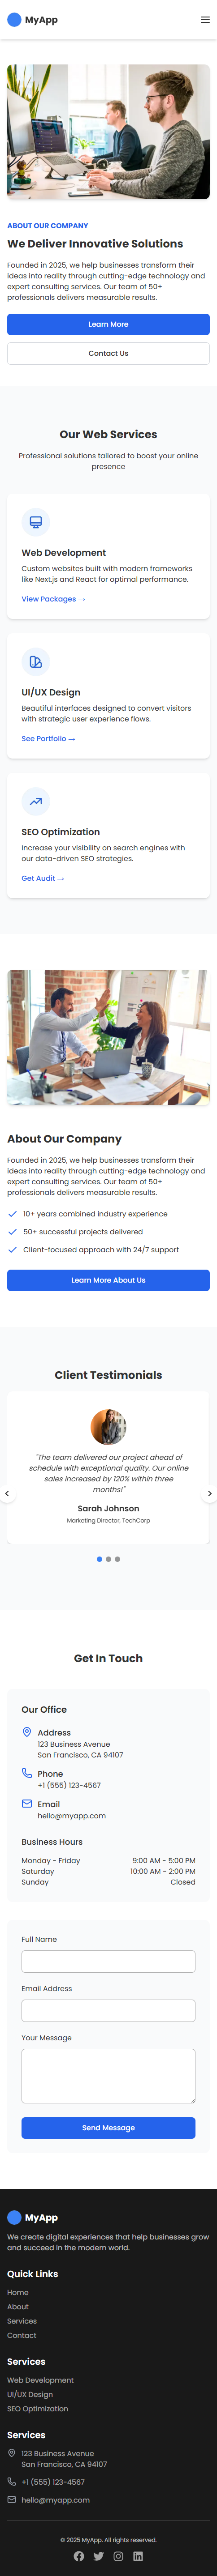 MyApp
ABOUT OUR COMPANY
We Deliver Innovative Solutions
Founded in 2025, we help businesses transform their
ideas into reality through cutting-edge technology and
expert consulting services. Our team of 50+
professionals delivers measurable results.
Learn More
Contact Us
Our Web Services
Professional solutions tailored to boost your online
presence
Web Development
Custom websites built with modern frameworks
like Next.js and React for optimal performance.
View Packages →
UI/UX Design
Beautiful interfaces designed to convert visitors
with strategic user experience flows.
See Portfolio →
SEO Optimization
Increase your visibility on search engines with
our data-driven SEO strategies.
Get Audit →
About Our Company
Founded in 2025, we help businesses transform their
ideas into reality through cutting-edge technology and
expert consulting services. Our team of 50+
professionals delivers measurable results.
10+ years combined industry experience
50+ successful projects delivered
Client-focused approach with 24/7 support
Learn More About Us
Client Testimonials
"The team delivered our project ahead of
schedule with exceptional quality. Our online
sales increased by 120% within three
months!"
Sarah Johnson
Marketing Director, TechCorp
Get In Touch
Our Office
Address
123 Business Avenue
San Francisco, CA 94107
Phone
+1 (555) 123-4567
Email
hello@myapp.com
Business Hours
Monday - Friday 9:00 AM - 5:00 PM
Saturday 10:00 AM - 2:00 PM
Sunday Closed
Full Name
Email Address
Your Message
Send Message
MyApp
We create digital experiences that help businesses grow
and succeed in the modern world.
Quick Links
Home
About
Services
Contact
Services
Web Development
UI/UX Design
SEO Optimization
Services
123 Business Avenue
San Francisco, CA 94107
+1 (555) 123-4567
hello@myapp.com
© 2025 MyApp. All rights reserved.